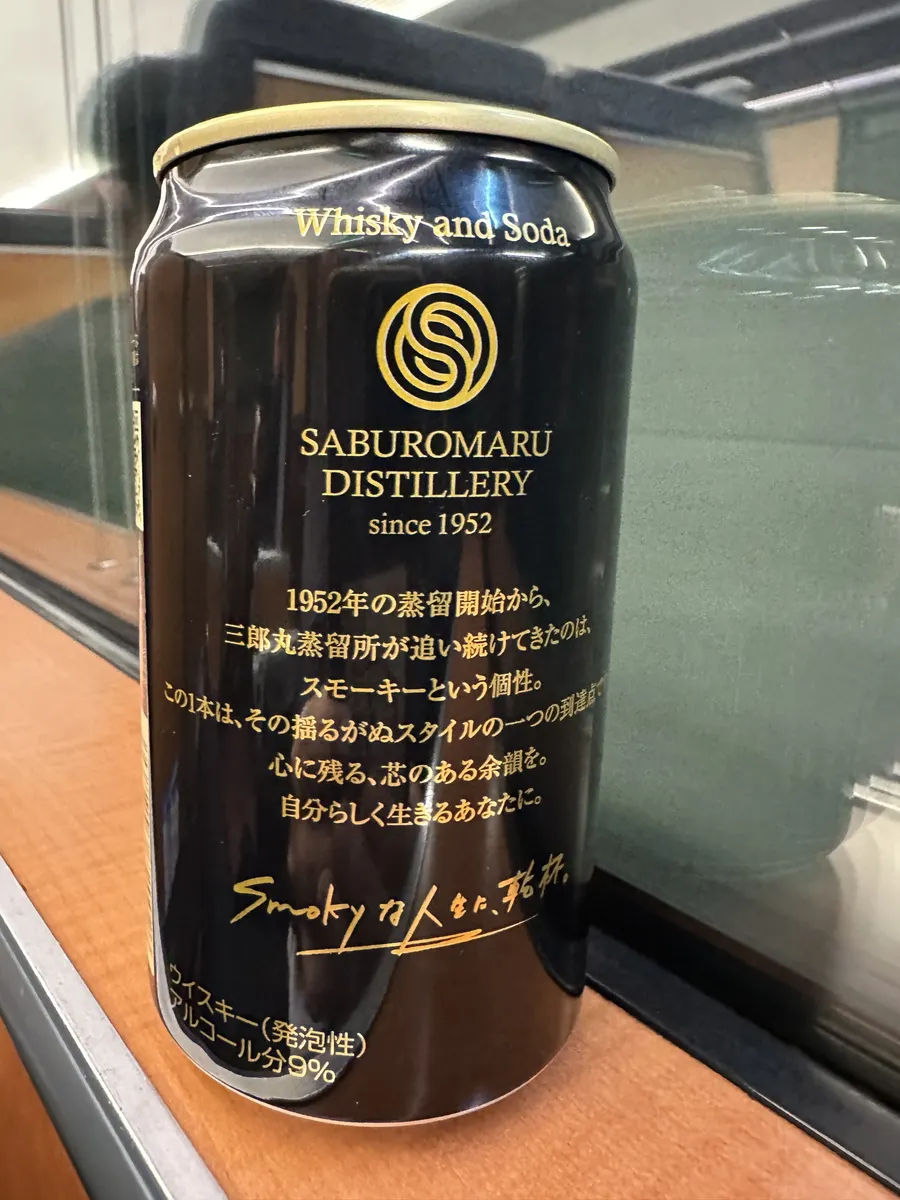 Whisky and Soda
SABUROMARU
DISTILLERY
since 1952
1952年の蒸留開始から、
三郎丸蒸留所が追い続けてきたのは、
スモーキーという個性。
この1本は、その揺るがぬスタイルの一つの到達点
心に残る、芯のある余韻を。
自分らしく生きるあなたに。
Smokyな人生に、乾杯。
ウイスキー(発泡性)
アルコール分9%